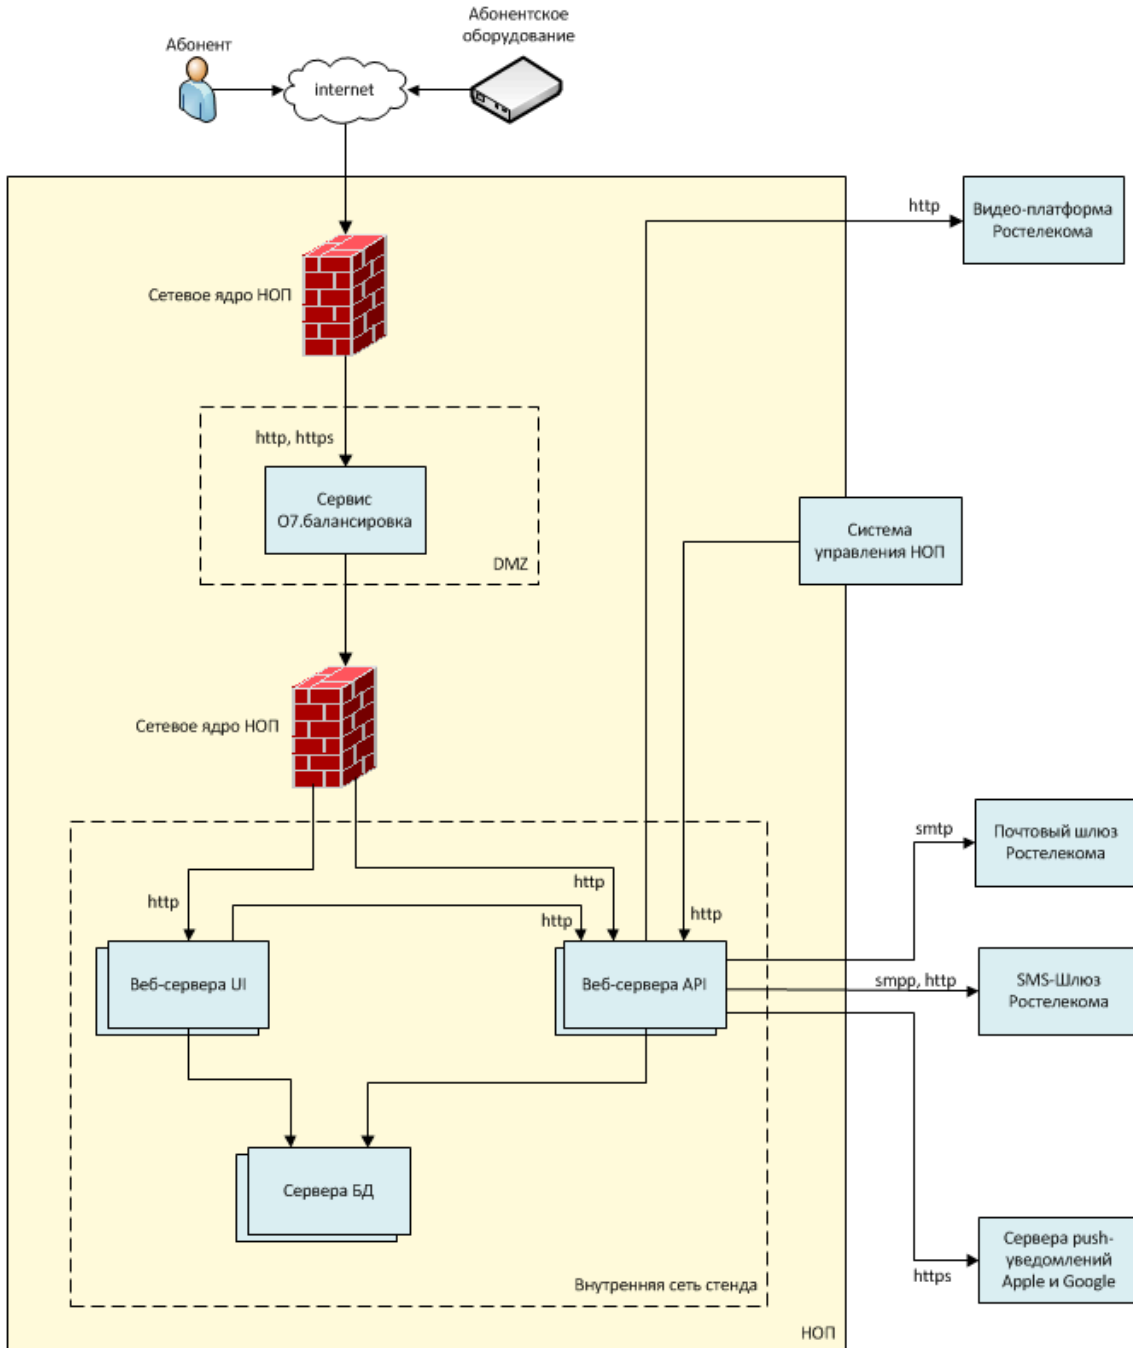 Абонентское
оборудование
Абонент
internet
http
Видео-платформа
Ростелекома
Сетевое ядро НОП
http, https
Сервис
О7.балансировка
DMZ
Система
управления НОП
Сетевое ядро НОП
smtp
Почтовый шлюз
Ростелекома
http
http
http
http
Веб-сервера UI
Веб-сервера API
smpp, http
SMS-Шлюз
Ростелекома
Сервера БД
Сервера push-
уведомлений
Apple и Google
https
Внутренняя сеть стенда
НОП